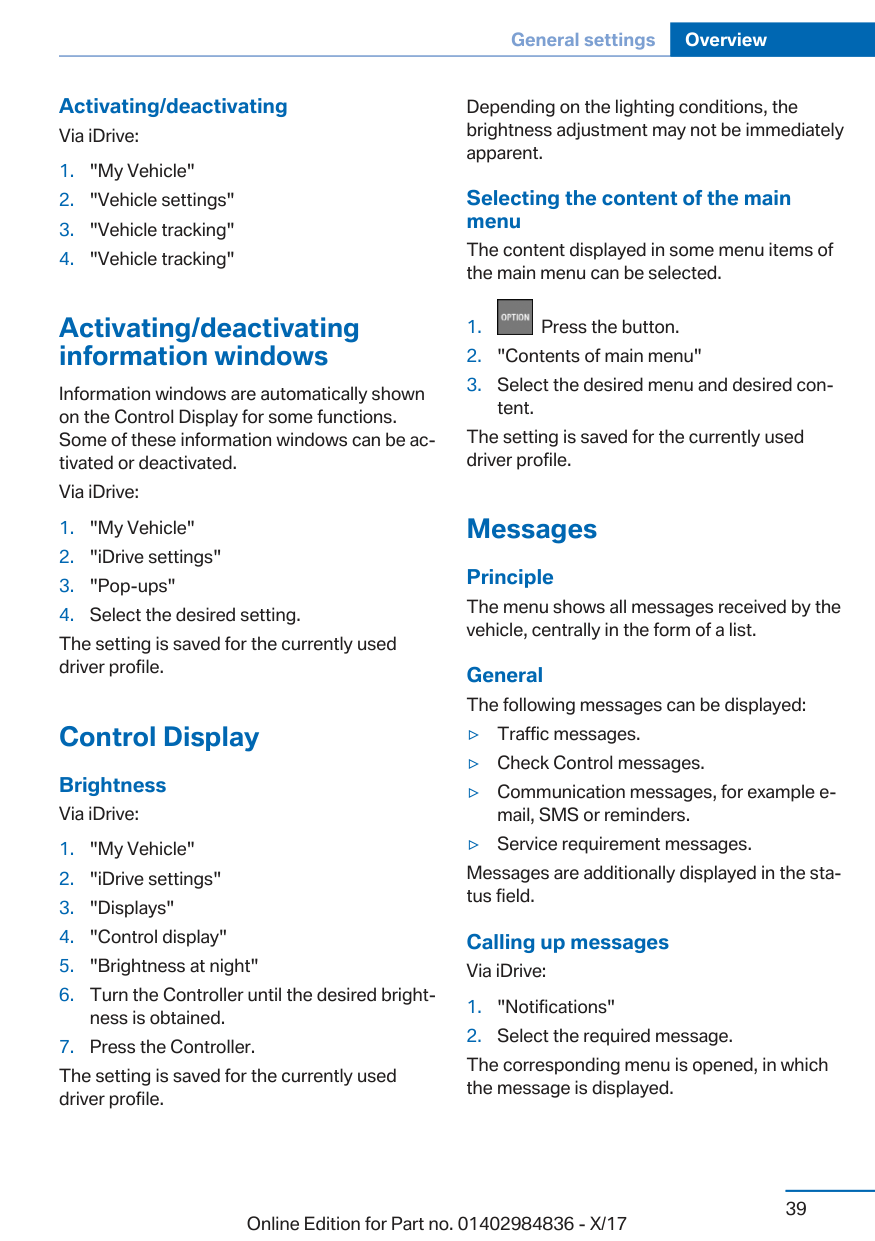 General settings Overview
Activating/deactivating
Via iDrive:
1. "My Vehicle"
2. "Vehicle settings"
3. "Vehicle tracking"
4. "Vehicle tracking"
Activating/deactivating
information windows
Information windows are automatically shown
on the Control Display for some functions.
Some of these information windows can be ac-
tivated or deactivated.
Via iDrive:
1. "My Vehicle"
2. "iDrive settings"
3. "Pop-ups"
4. Select the desired setting.
The setting is saved for the currently used
driver profile.
Control Display
Brightness
Via iDrive:
1. "My Vehicle"
2. "iDrive settings"
3. "Displays"
4. "Control display"
5. "Brightness at night"
6. Turn the Controller until the desired bright-
ness is obtained.
7. Press the Controller.
The setting is saved for the currently used
driver profile.
Depending on the lighting conditions, the
brightness adjustment may not be immediately
apparent.
Selecting the content of the main
menu
The content displayed in some menu items of
the main menu can be selected.
1. OPTION Press the button.
2. "Contents of main menu"
3. Select the desired menu and desired con-
tent.
The setting is saved for the currently used
driver profile.
Messages
Principle
The menu shows all messages received by the
vehicle, centrally in the form of a list.
General
The following messages can be displayed:
▷ Traffic messages.
▷ Check Control messages.
▷ Communication messages, for example e-
mail, SMS or reminders.
▷ Service requirement messages.
Messages are additionally displayed in the sta-
tus field.
Calling up messages
Via iDrive:
1. "Notifications"
2. Select the required message.
The corresponding menu is opened, in which
the message is displayed.
39
Online Edition for Part no. 01402984836 - X/17